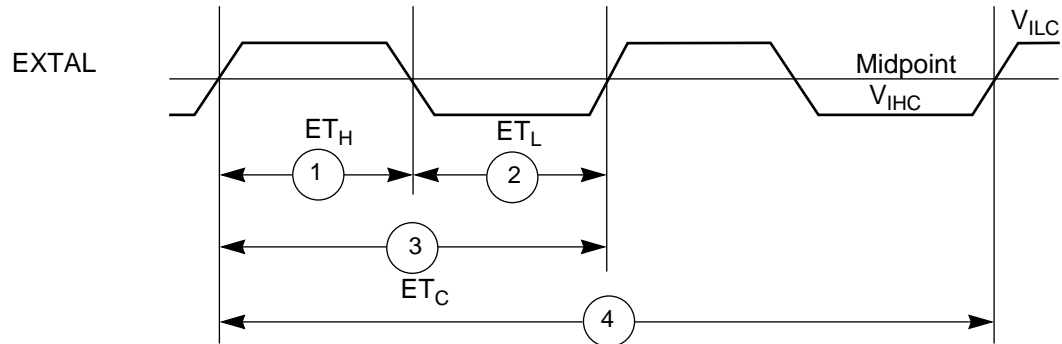 V_ILC
EXTAL
Midpoint
V_IHC
ET_H
ET_L
1
2
3
ET_C
4